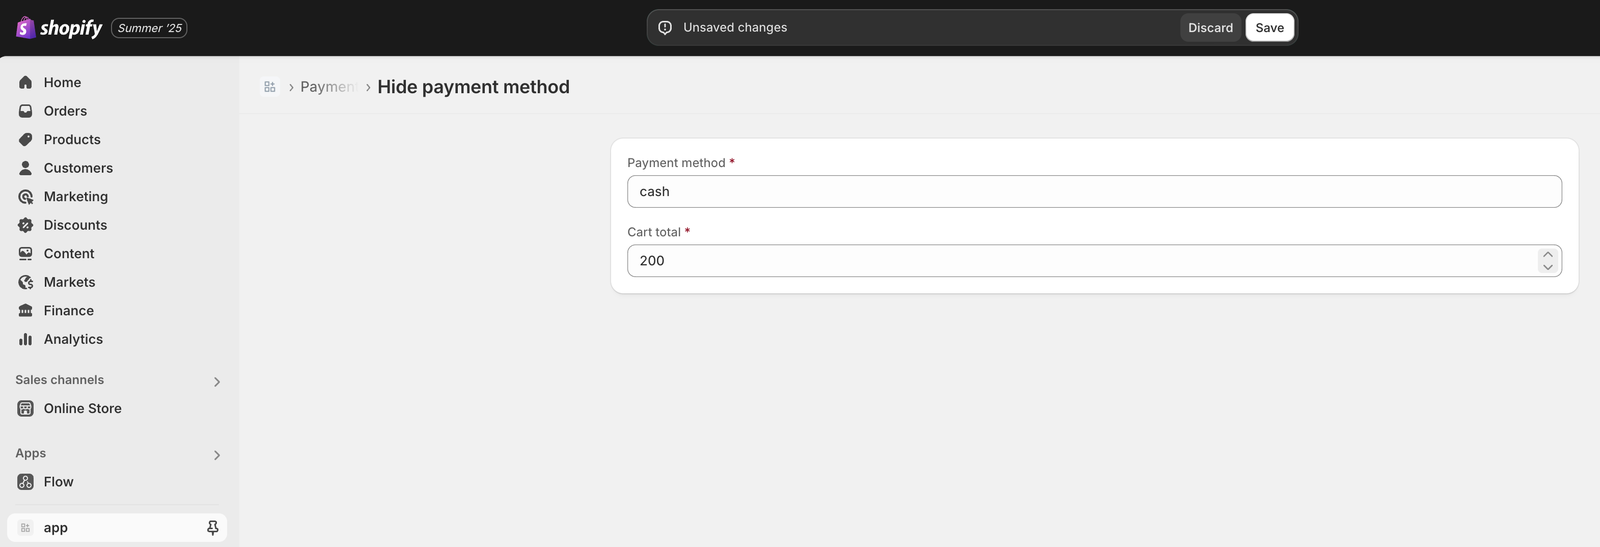 shopify Summer '25
Unsaved changes Discard Save
Home
Orders
Products
Customers
Marketing
Discounts
Content
Markets
Finance
Analytics
Sales channels
Online Store
Apps
Flow
app
Paymen Hide payment method
Payment method *
cash
Cart total *
200